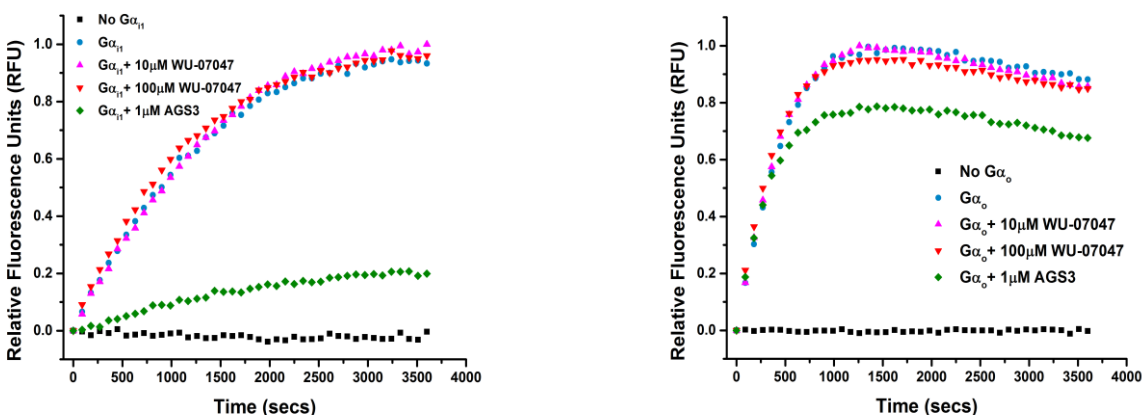 No Gαi1
Gαi1
Gαi1+ 10μM WU-07047
Gαi1+ 100μM WU-07047
Gαi1+ 1μM AGS3
Relative Fluorescence Units (RFU)
1.0
0.8
0.6
0.4
0.2
0.0
0 500 1000 1500 2000 2500 3000 3500 4000
Time (secs)
Relative Fluorescence Units (RFU)
1.0
0.8
0.6
0.4
0.2
0.0
No Gαo
Gαo
Gαo+ 10μM WU-07047
Gαo+ 100μM WU-07047
Gαo+ 1μM AGS3
0 500 1000 1500 2000 2500 3000 3500 4000
Time (secs)